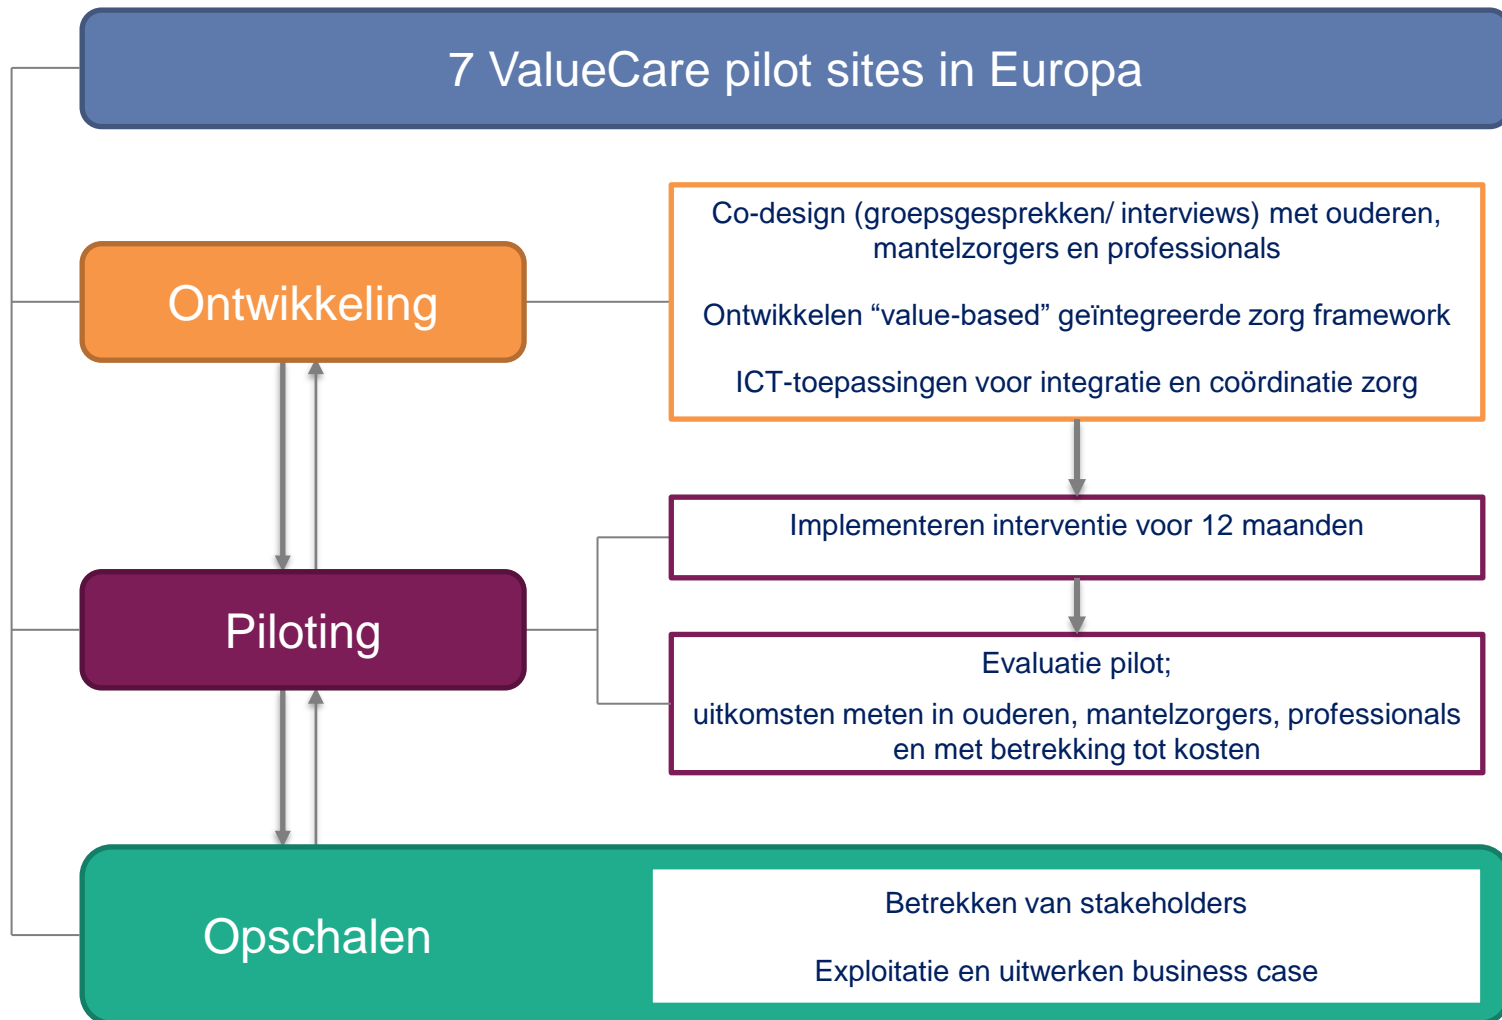 7 ValueCare pilot sites in Europa
Ontwikkeling
Co-design (groepsgesprekken/ interviews) met ouderen,
mantelzorgers en professionals
Ontwikkelen “value-based” geïntegreerde zorg framework
ICT-toepassingen voor integratie en coördinatie zorg
Piloting
Implementeren interventie voor 12 maanden
Evaluatie pilot;
uitkomsten meten in ouderen, mantelzorgers, professionals
en met betrekking tot kosten
Opschalen
Betrekken van stakeholders
Exploitatie en uitwerken business case